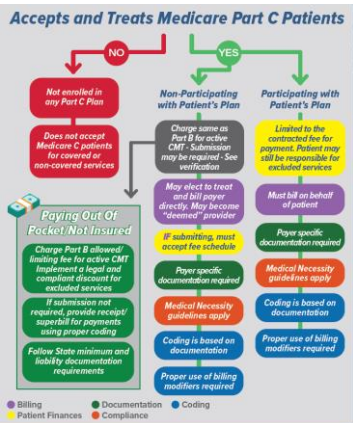 Accepts and Treats Medicare Part C Patients
NO
YES
Not enrolled in
any Part C Plan
Does not accept
Medicare C patients
for covered or
non-covered services
Non-Participating
with Patient's Plan
Charge same as
Part B for active
CMT - Submission
may be required - See
verification
May elect to treat
and bill payer
directly. May become
"deemed" provider
IF submitting, must
accept fee schedule
Payer specific
documentation required
Medical Necessity
guidelines apply
Coding is based on
documentation
Proper use of billing
modifiers required
Participating with
Patient's Plan
Limited to the
contracted fee for
payment. Patient may
still be responsible for
excluded services
Must bill on behalf
of patient
Payer specific
documentation required
Medical Necessity
guidelines apply
Coding is based on
documentation
Proper use of billing
modifiers required
Paying Out Of
Pocket/Not Insured
Charge Part B allowed/
limiting fee for active CMT
Implement a legal and
compliant discount for
excluded services
If submission not
required, provide receipt/
superbill for payments
using proper coding
Follow State minimum and
liability documentation
requirements
Billing
Documentation
Coding
Patient Finances
Compliance